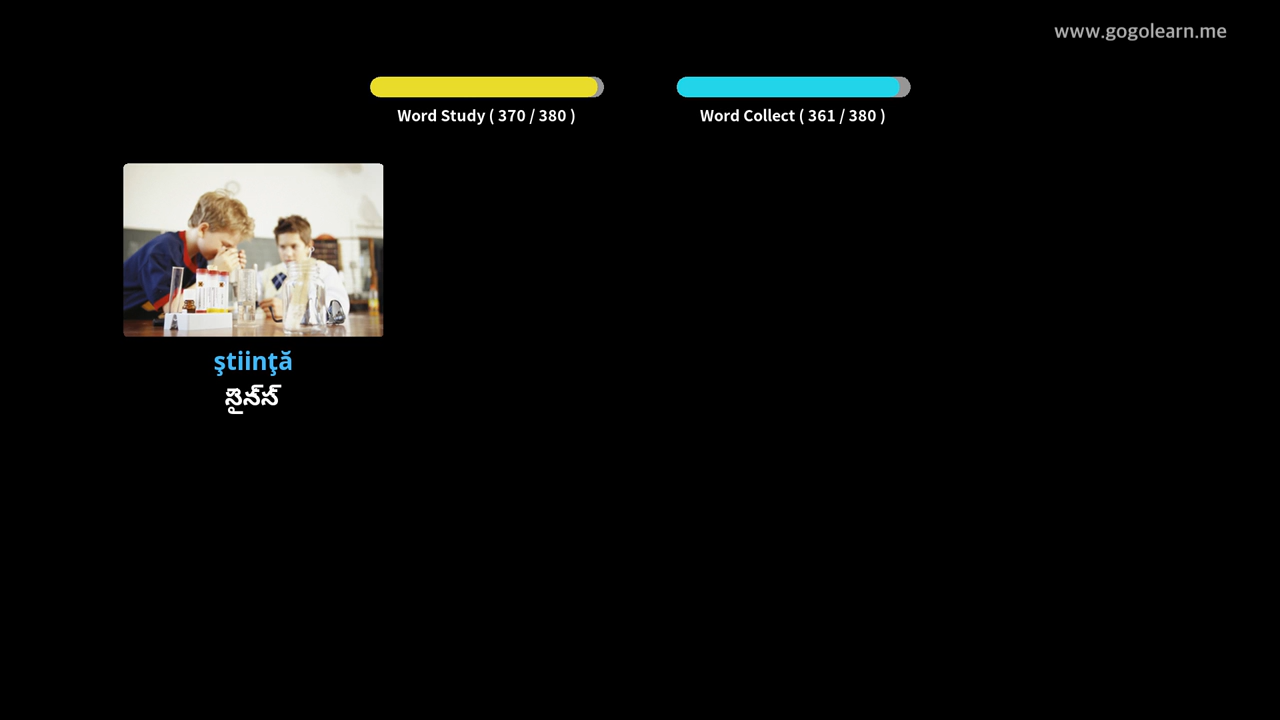 www.gogolearn.me
Word Study ( 370 / 380 )
Word Collect ( 361 / 380 )
ştiinţă
సైన్స్